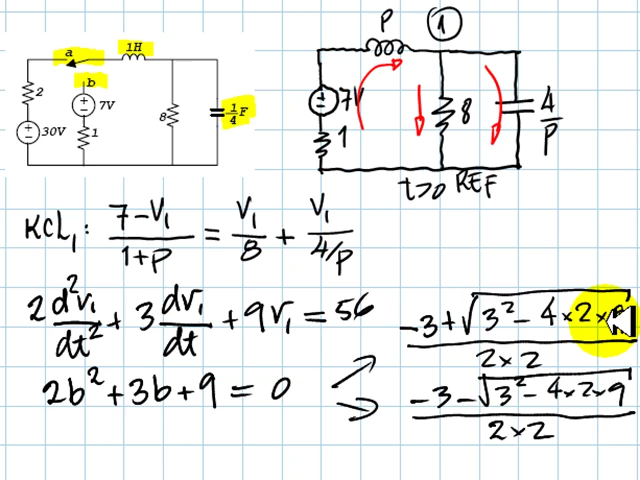 a
1H
b
2
7V
8
1/4 F
30V
1
P
1
7V
1
8
4/P
t>0 REF
KCL₁: (7-V₁)/(1+P) = V₁/8 + V₁/(4/P)
2 d²v₁/dt² + 3 dv₁/dt + 9V₁ = 56
(-3+√(3²-4×2×
2×2
2b²+3b+9=0
(-3-√(3²-4×2×9
2×2